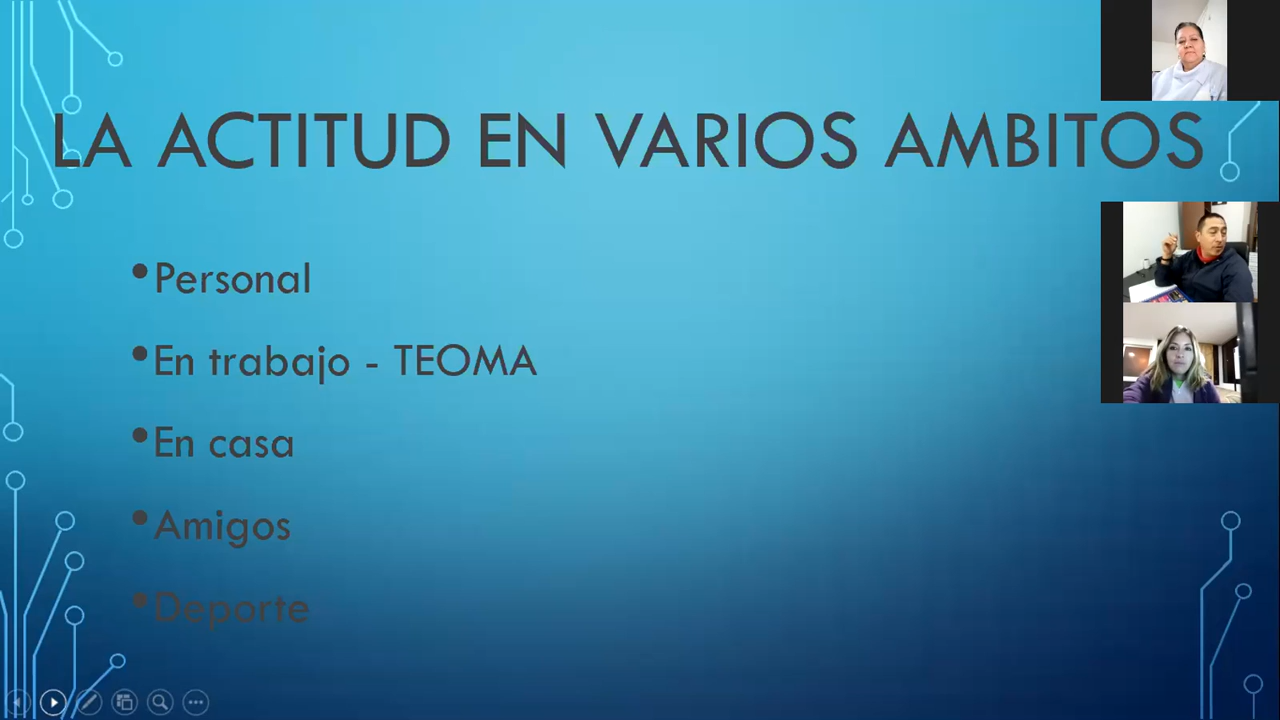 LA ACTITUD EN VARIOS AMBITOS
•Personal
•En trabajo - TEOMA
•En casa
•Amigos
•Deporte